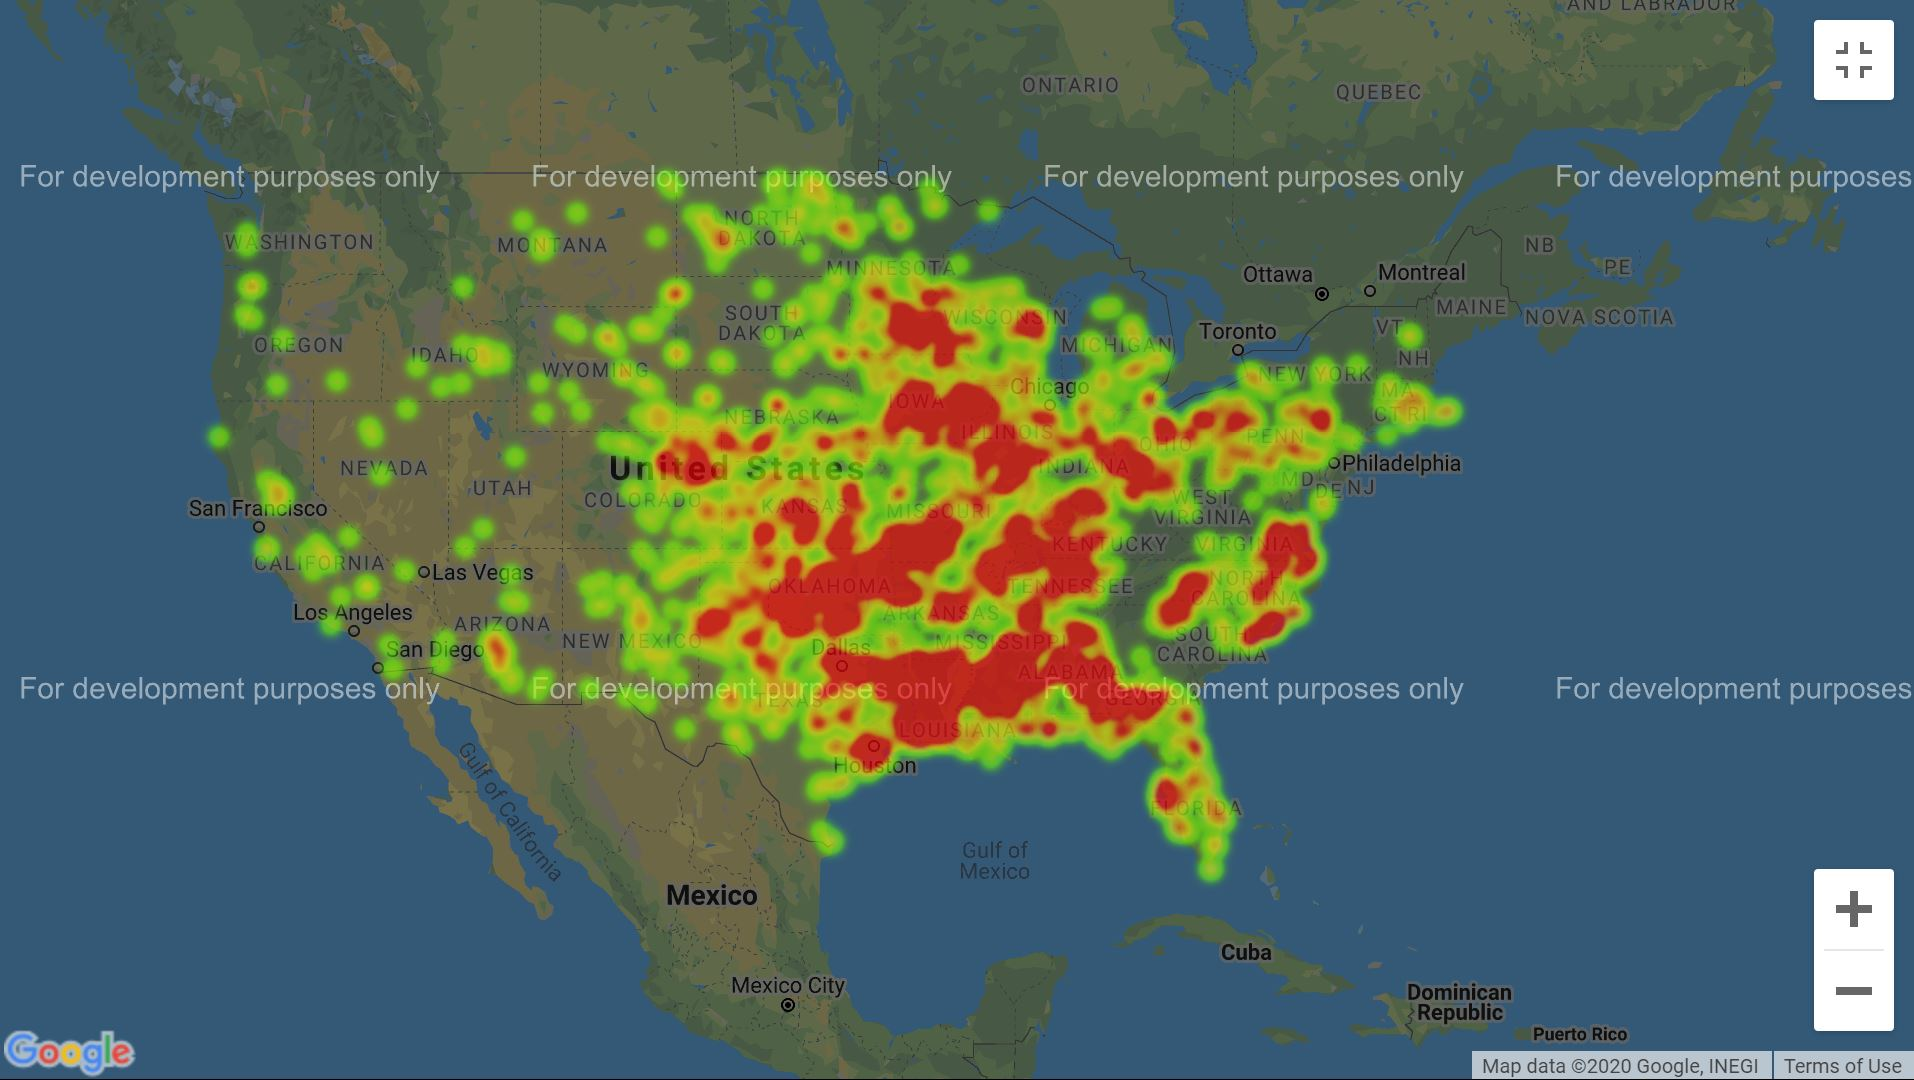 AND LABRADOR
ONTARIO
QUEBEC
For development purposes only
For development purposes only
For development purposes only
For development purposes
WASHINGTON
MONTANA
NORTH
DAKOTA
MINNESOTA
NB
PE
Ottawa
Montreal
MAINE
NOVA SCOTIA
OREGON
IDAHO
SOUTH
DAKOTA
WISCONSIN
MICHIGAN
Toronto
VT
NH
WYOMING
Chicago
NEW YORK
MA
CT RI
NEBRASKA
IOWA
ILLINOIS
INDIANA
OHIO
PENN
NEVADA
United States
Philadelphia
UTAH
COLORADO
KANSAS
MISSOURI
WEST
VIRGINIA
MD
DE
NJ
San Francisco
CALIFORNIA
KENTUCKY
VIRGINIA
Las Vegas
OKLAHOMA
TENNESSEE
NORTH
CAROLINA
Los Angeles
ARIZONA
NEW MEXICO
ARKANSAS
San Diego
Dallas
MISSISSIPPI
SOUTH
CAROLINA
ALABAMA
For development purposes only
For development purposes only
For development purposes only
For development purposes
TEXAS
GEORGIA
LOUISIANA
Houston
Gulf of California
FLORIDA
Gulf of
Mexico
Mexico
Cuba
Mexico City
Dominican
Republic
Puerto Rico
Google
Map data ©2020 Google, INEGI
Terms of Use